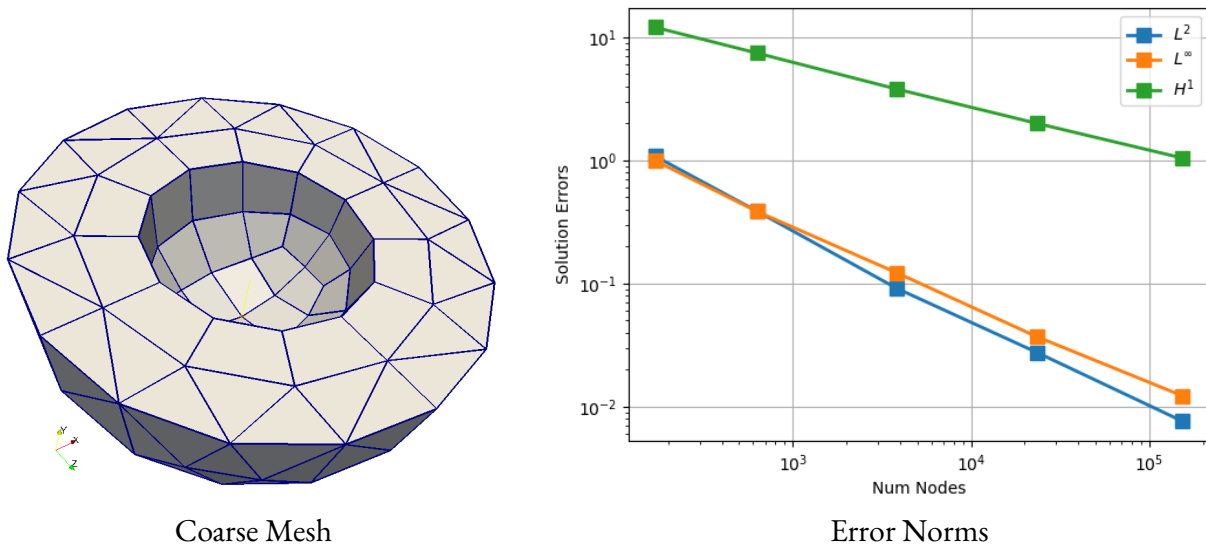 Y
X
Z
Coarse Mesh
Solution Errors
10¹
10⁰
10⁻¹
10⁻²
L²
L∞
H¹
10³
10⁴
10⁵
Num Nodes
Error Norms